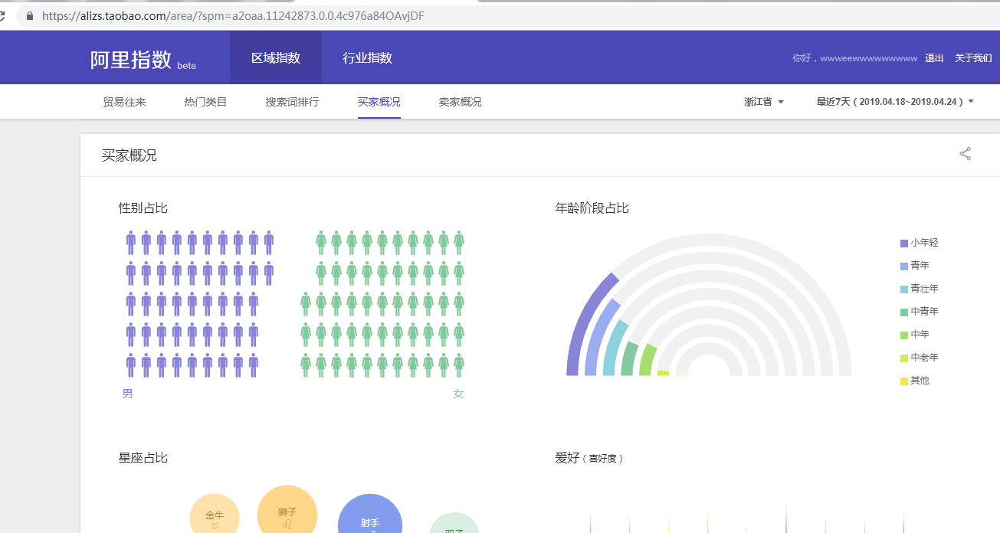 https://alizs.taobao.com/area/?spm=a2oaa.11242873.0.0.4c976a84OAvjDF
阿里指数 beta 区域指数 行业指数 你好，wwweewwwwwwwwww 退出 关于我们
贸易往来 热门类目 搜索词排行 买家概况 卖家概况 浙江省 最近7天（2019.04.18~2019.04.24）
买家概况
性别占比 年龄阶段占比
小年轻
青年
青壮年
中青年
中年
中老年
其他
男 女
星座占比 爱好（喜好度）
金牛 狮子 射手 双子